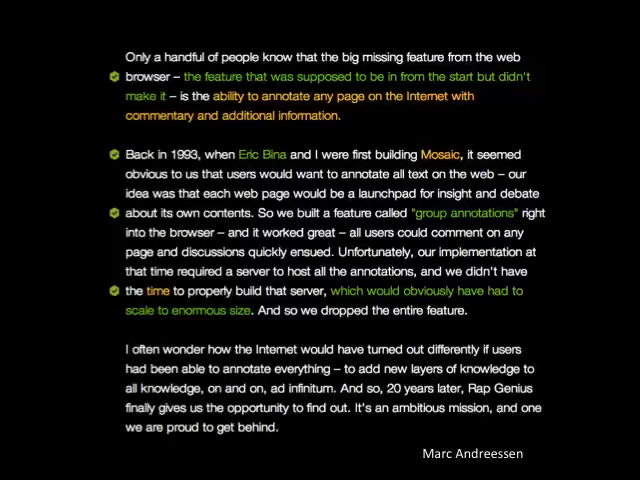 Only a handful of people know that the big missing feature from the web
browser – the feature that was supposed to be in from the start but didn't
make it – is the ability to annotate any page on the Internet with
commentary and additional information.
Back in 1993, when Eric Bina and I were first building Mosaic, it seemed
obvious to us that users would want to annotate all text on the web – our
idea was that each web page would be a launchpad for insight and debate
about its own contents. So we built a feature called "group annotations" right
into the browser – and it worked great – all users could comment on any
page and discussions quickly ensued. Unfortunately, our implementation at
that time required a server to host all the annotations, and we didn't have
the time to properly build that server, which would obviously have had to
scale to enormous size. And so we dropped the entire feature.
I often wonder how the Internet would have turned out differently if users
had been able to annotate everything – to add new layers of knowledge to
all knowledge, on and on, ad infinitum. And so, 20 years later, Rap Genius
finally gives us the opportunity to find out. It's an ambitious mission, and one
we are proud to get behind.
Marc Andreessen